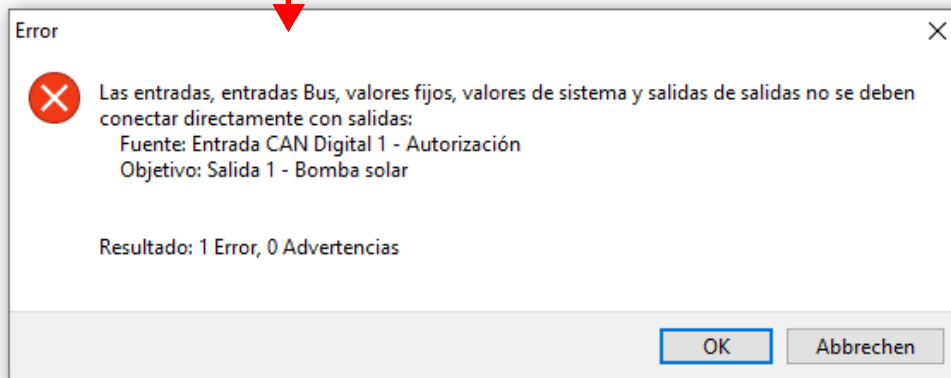 Error
Las entradas, entradas Bus, valores fijos, valores de sistema y salidas de salidas no se deben
conectar directamente con salidas:
Fuente: Entrada CAN Digital 1 - Autorización
Objetivo: Salida 1 - Bomba solar
Resultado: 1 Error, 0 Advertencias
OK
Abbrechen